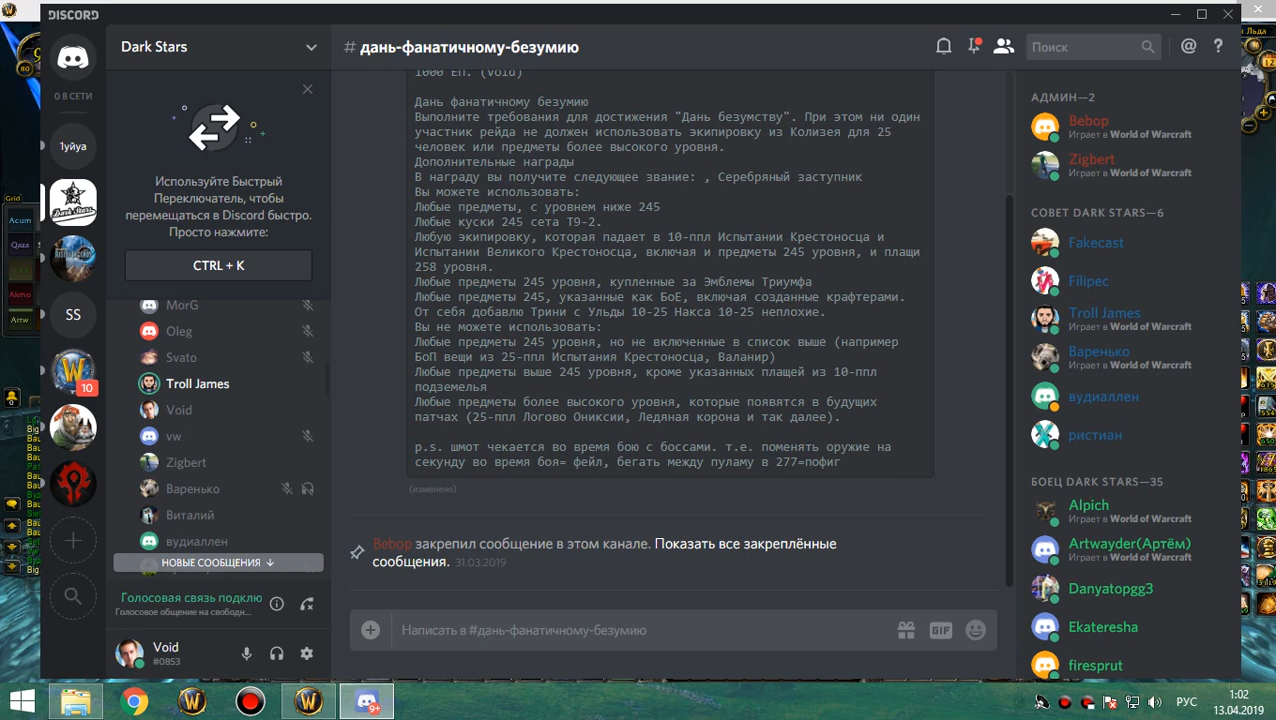 DISCORD
Dark Stars
# дань-фанатичному-безумию
Поиск
0 В СЕТИ
1уйуа
SS
10
Используйте Быстрый
Переключатель, чтобы
перемещаться в Discord быстро.
Просто нажмите:
CTRL + K
MorG
Oleg
Svato
Troll James
Void
vw
Zigbert
Варенько
Виталий
вудиаллен
НОВЫЕ СООБЩЕНИЯ ↓
Голосовая связь подклю
Голосовое общение на свободн...
Void
#0853
1000 ЕП. (Void)
Дань фанатичному безумию
Выполните требования для достижения "Дань безумству". При этом ни один
участник рейда не должен использовать экипировку из Колизея для 25
человек или предметы более высокого уровня.
Дополнительные награды
В награду вы получите следующее звание: , Серебряный заступник
Вы можете использовать:
Любые предметы, с уровнем ниже 245
Любые куски 245 сета Т9-2.
Любую экипировку, которая падает в 10-ппл Испытании Крестоносца и
Испытании Великого Крестоносца, включая и предметы 245 уровня, и плащи
258 уровня.
Любые предметы 245 уровня, купленные за Эмблемы Триумфа
Любые предметы 245, указанные как БоЕ, включая созданные крафтерами.
От себя добавлю Трини с Ульды 10-25 Накса 10-25 неплохие.
Вы не можете использовать:
Любые предметы 245 уровня, но не включенные в список выше (например
БоП вещи из 25-ппл Испытания Крестоносца, Валанир)
Любые предметы выше 245 уровня, кроме указанных плащей из 10-ппл
подземелья
Любые предметы более высокого уровня, которые появятся в будущих
патчах (25-ппл Логово Ониксии, Ледяная корона и так далее).
p.s. шмот чекается во время бою с боссами. т.е. поменять оружие на
секунду во время боя= фейл, бегать между пуламу в 277=пофиг
(изменено)
Bebop закрепил сообщение в этом канале. Показать все закреплённые
сообщения. 31.03.2019
Написать в #дань-фанатичному-безумию
GIF
АДМИН—2
Bebop
Играет в World of Warcraft
Zigbert
Играет в World of Warcraft
СОВЕТ DARK STARS—6
Fakecast
Filipec
Troll James
Играет в World of Warcraft
Варенько
Играет в World of Warcraft
вудиаллен
ристиан
БОЕЦ DARK STARS—35
Alpich
Играет в World of Warcraft
Artwayder(Артём)
Играет в World of Warcraft
Danyatopgg3
Ekateresha
firesprut
Grid
Acum
Qaza
Akmo
Artw
9+
РУС
1:02
13.04.2019